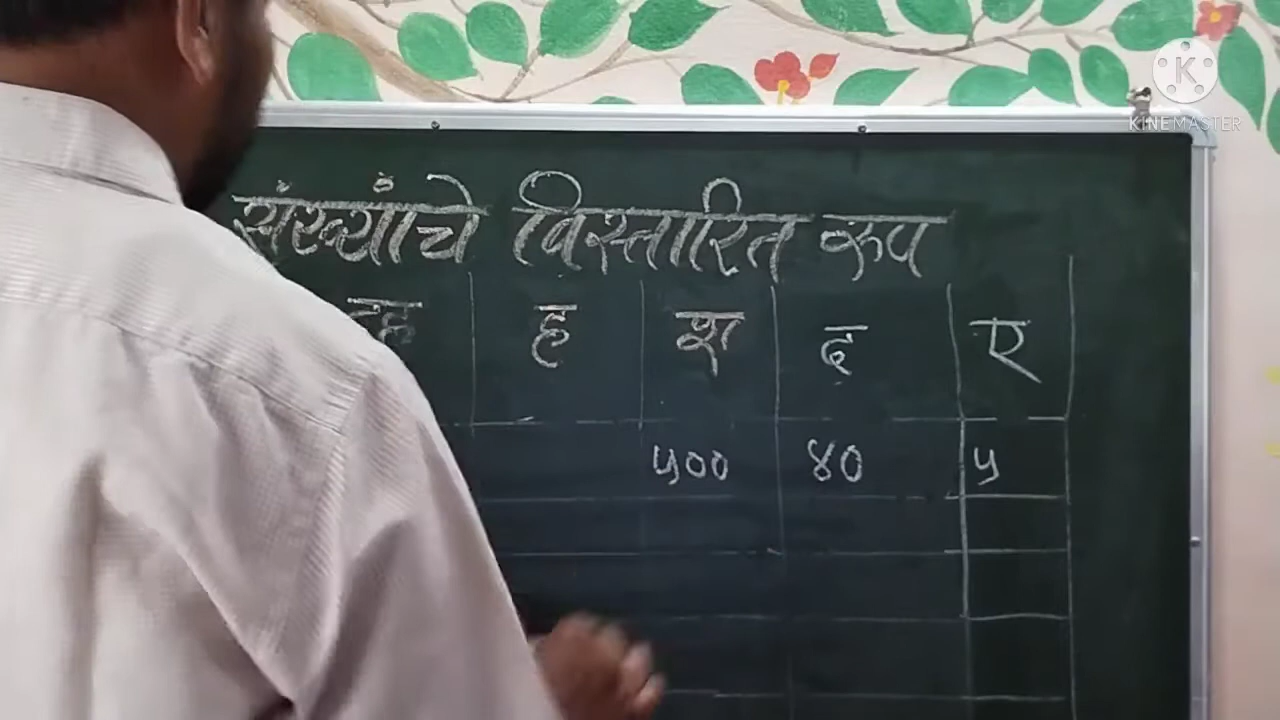 संख्यांचे विस्तारित रूप
ह श द ए
५०० ४० ५
KINEMASTER